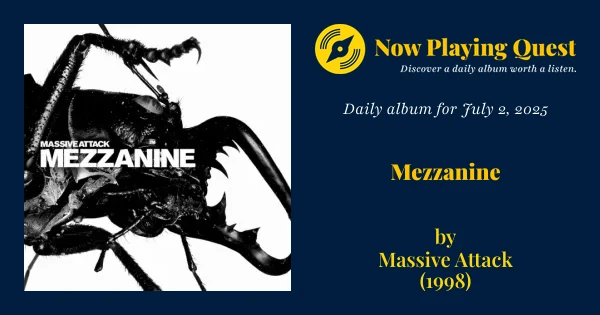 MASSIVE ATTACK
MEZZANINE
Now Playing Quest
Discover a daily album worth a listen.
Daily album for July 2, 2025
Mezzanine
by
Massive Attack
(1998)